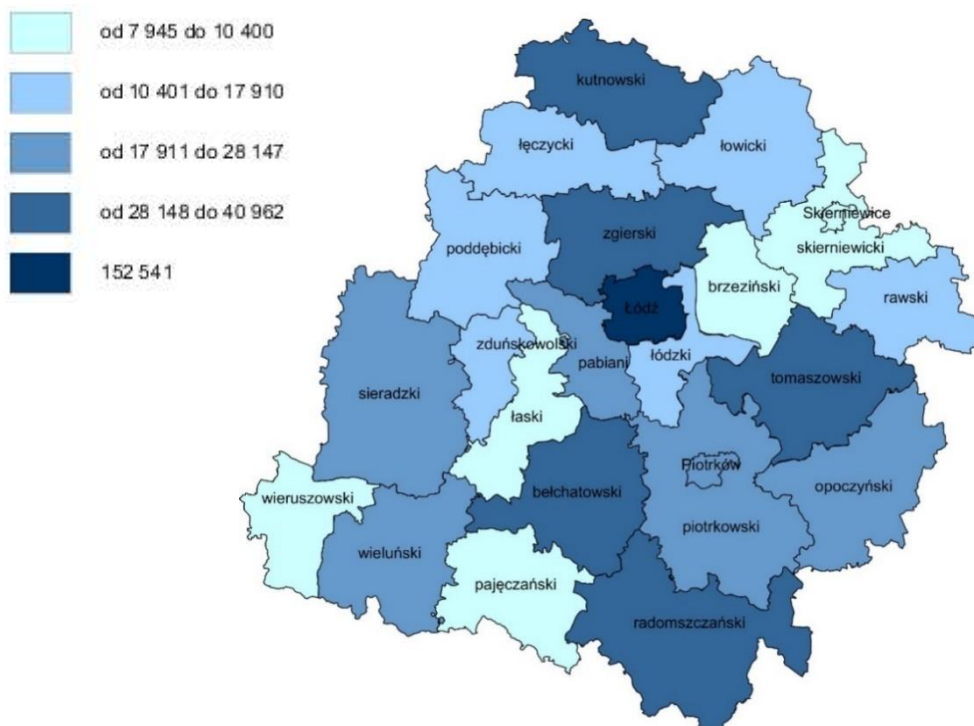 od 7 945 do 10 400
od 10 401 do 17 910
od 17 911 do 28 147
od 28 148 do 40 962
152 541
kutnowski
łęczycki
łowicki
Skierniewice
skierniewicki
zgierski
poddębicki
brzeziński
rawski
Łódź
zduńskowolski
pabiani
łódzki
tomaszowski
sieradzki
łaski
Piotrków
opoczyński
wieruszowski
bełchatowski
piotrkowski
wieluński
pajęczański
radomszczański